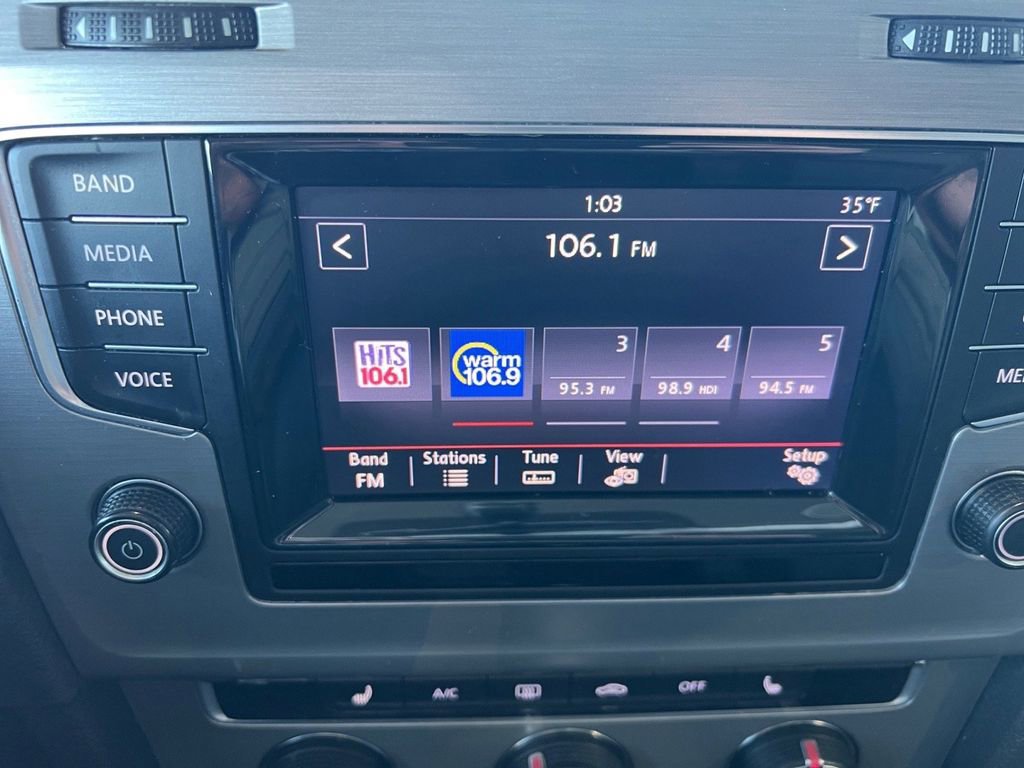 BAND
MEDIA
PHONE
VOICE
1:03
35°F
<
106.1 FM
>
HiTS
106.1
warm
106.9
3
95.3 FM
4
98.9 HD1
5
94.5 FM
Band
FM
Stations
Tune
View
Setup
A/C
OFF